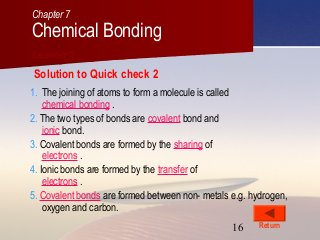 Chapter 7
Chemical Bonding
Solution to Quick check 2
1. The joining of atoms to form a molecule is called
chemical bonding .
2. The two types of bonds are covalent bond and
ionic bond.
3. Covalent bonds are formed by the sharing of
electrons .
4. Ionic bonds are formed by the transfer of
electrons .
5. Covalent bonds are formed between non- metals e.g. hydrogen,
oxygen and carbon.
16
Return